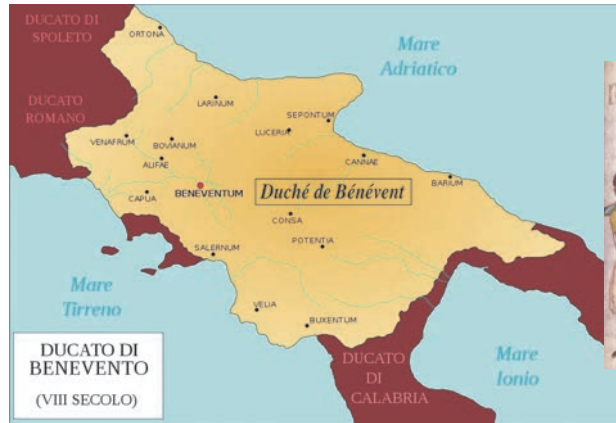 DUCATO DI
SPOLETO
ORTONA
Mare
Adriatico
DUCATO
ROMANO
LARINUM
SEPONTUM
LUCERIA
VENAFRUM
BOVIANUM
ALIFAE
CANNAE
BARIUM
BENEVENTUM
Duché de Bénévent
CAPUA
CONSA
POTENTIA
SALERNUM
Mare
Tirreno
VELIA
BUXENTUM
DUCATO DI
BENEVENTO
(VIII SECOLO)
DUCATO
DI
CALABRIA
Mare
Ionio